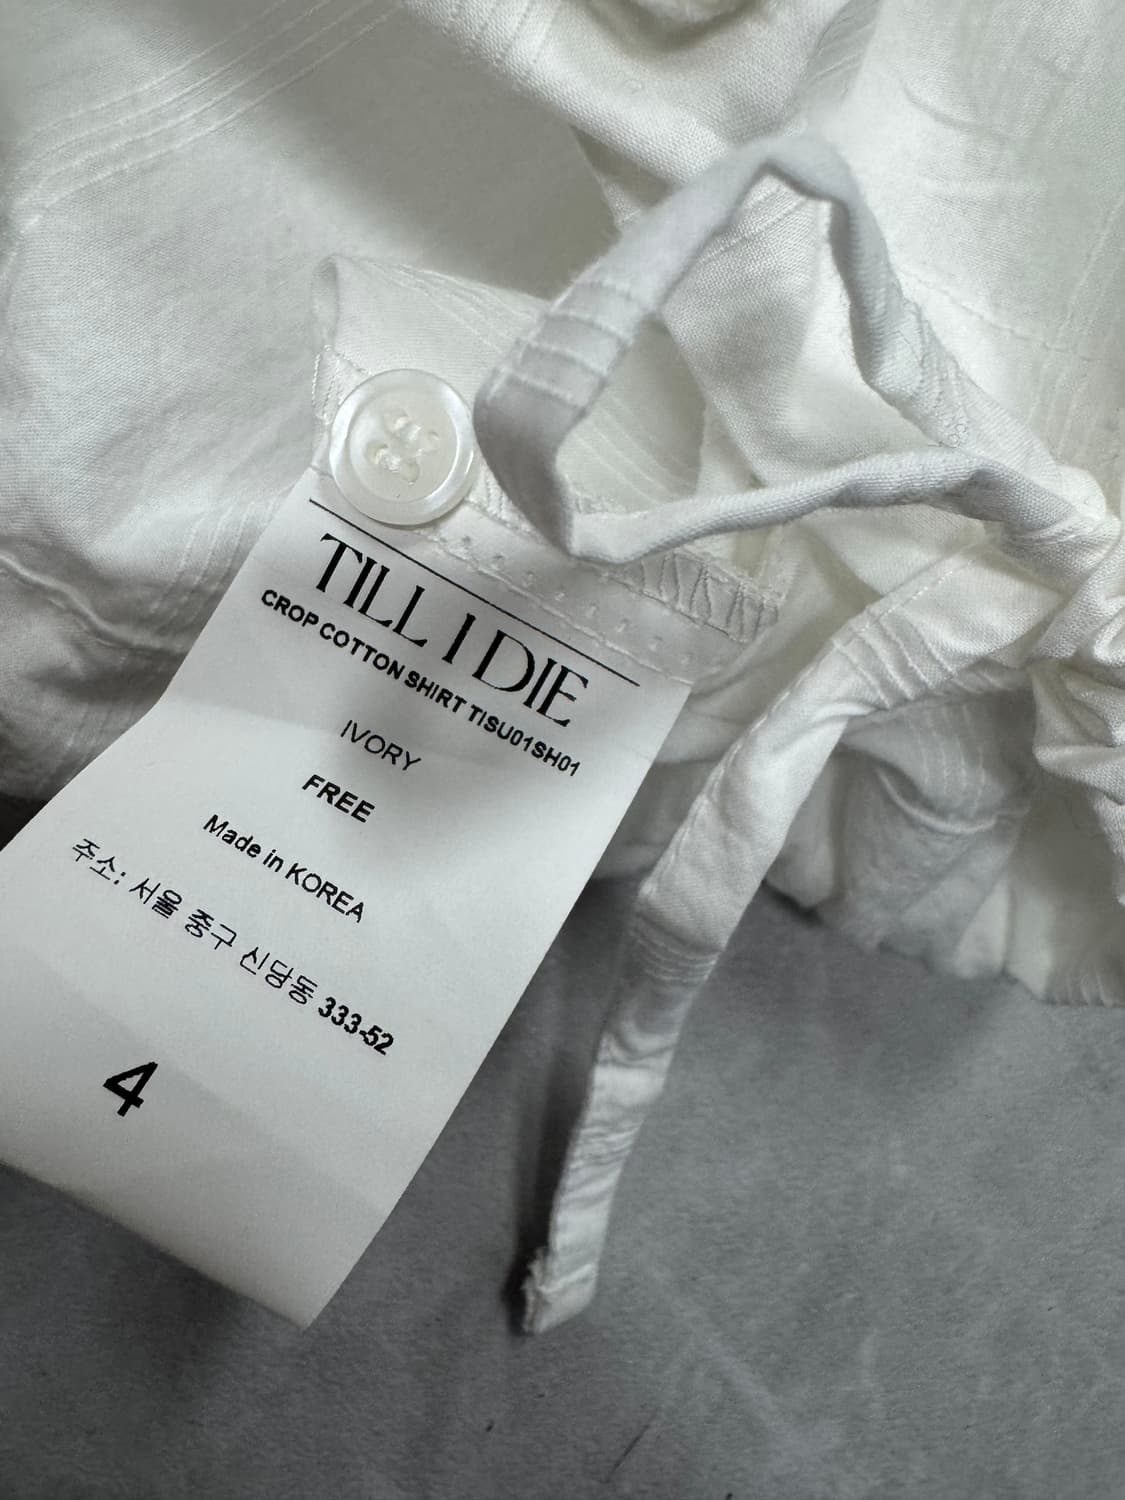 TILL I DIE
CROP COTTON SHIRT TISU01SH01
IVORY
FREE
Made in KOREA
주소: 서울 중구 신당동 333-52
4